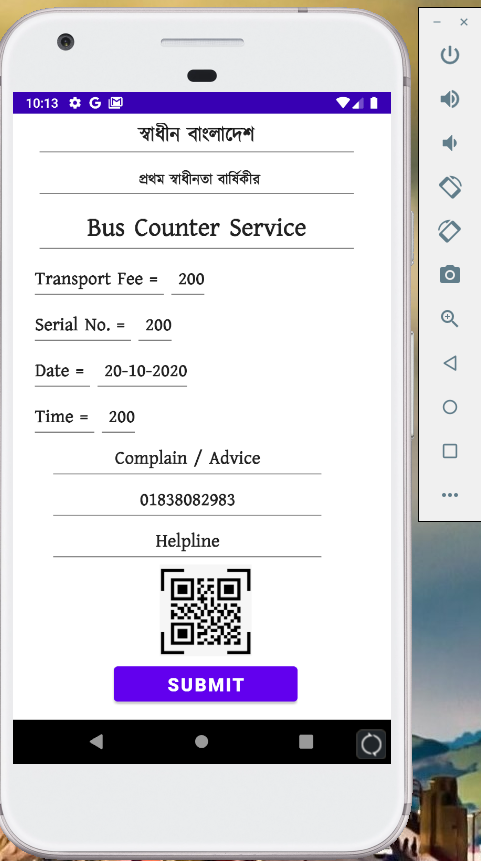 10:13
স্বাধীন বাংলাদেশ
প্রথম স্বাধীনতা বার্ষিকীর
Bus Counter Service
Transport Fee = 200
Serial No. = 200
Date = 20-10-2020
Time = 200
Complain / Advice
01838082983
Helpline
SUBMIT